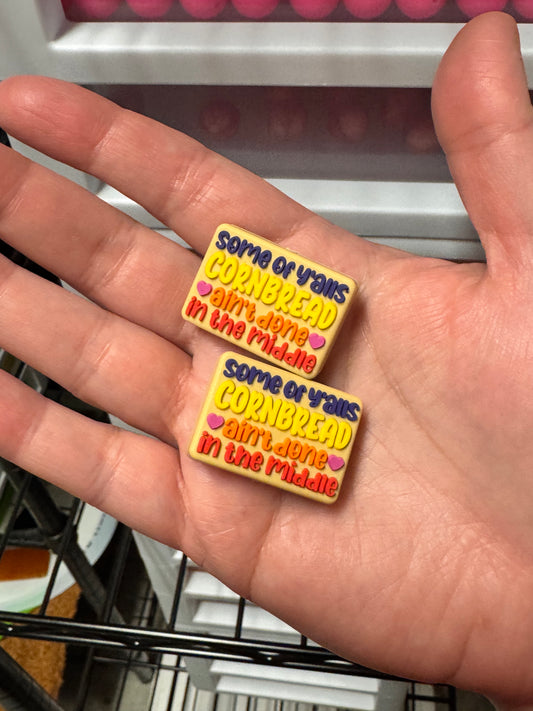 some of y'alls
CORNBREAD
ain't done
in the middle
some of y'alls
CORNBREAD
ain't done
in the middle